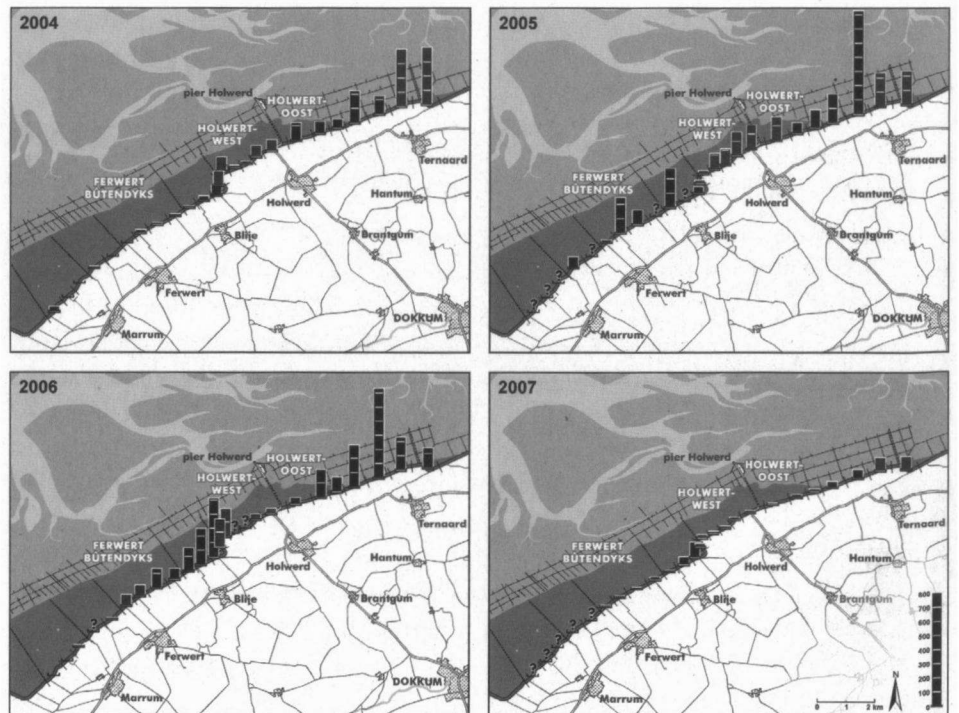 2004
pier Holwerd
HOLWERT-
OOST
HOLWERT-
WEST
FERWERT
BÛTENDYKS
Ternaard
Hantum
Holwerd
Blije
Brantgum
Ferwert
DOKKUM
Marrum
2005
pier Holwerd
HOLWERT-
OOST
HOLWERT-
WEST
FERWERT
BÛTENDYKS
?
?
?
?
?
?
Ternaard
Hantum
Holwerd
Blije
Brantgum
Ferwert
DOKKUM
Marrum
2006
pier Holwerd
HOLWERT-
OOST
HOLWERT-
WEST
? ?
FERWERT
BÛTENDYKS
?
Ternaard
Hantum
Holwerd
Blije
Brantgum
Ferwert
DOKKUM
Marrum
2007
pier Holwerd
HOLWERT-
OOST
HOLWERT-
WEST
FERWERT
BÛTENDYKS
?
?
?
?
?
Ternaard
Hantum
Holwerd
Blije
Brantgum
Ferwert
Marrum
800
700
600
500
400
300
200
100
0
N
0 1 2 km